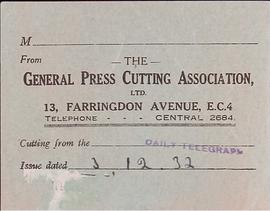 M
From — THE —
GENERAL PRESS CUTTING ASSOCIATION,
LTD.
13, FARRINGDON AVENUE, E.C.4
TELEPHONE - - - CENTRAL 2684.
Cutting from the DAILY TELEGRAPH
Issue dated 3 12 32